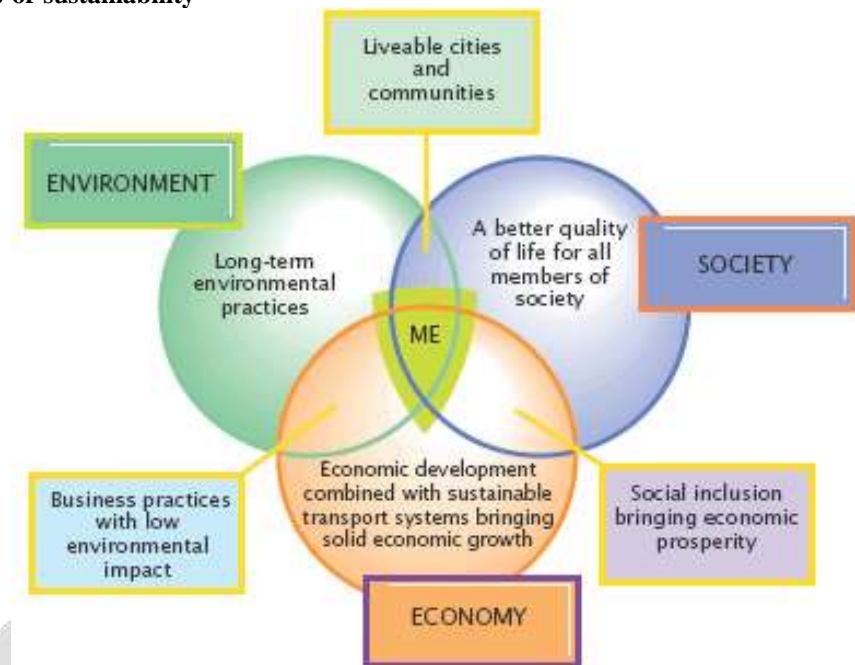 of sustainability
Liveable cities
and
communities
ENVIRONMENT
Long-term
environmental
practices
A better quality
of life for all
members of
society
SOCIETY
ME
Business practices
with low
environmental
impact
Economic development
combined with sustainable
transport systems bringing
solid economic growth
Social inclusion
bringing economic
prosperity
ECONOMY